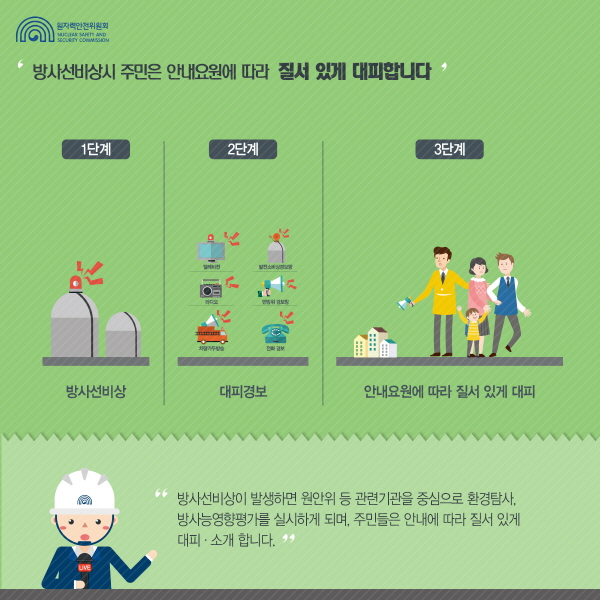 원자력안전위원회
NUCLEAR SAFETY AND
SECURITY COMMISSION
‘ 방사선비상시 주민은 안내요원에 따라 질서 있게 대피합니다 ’
1단계
2단계
3단계
텔레비전
발전소비상경보망
라디오
민방위 경보망
차량가두방송
전화 경보
방사선비상
대피경보
안내요원에 따라 질서 있게 대피
“ 방사선비상이 발생하면 원안위 등 관련기관을 중심으로 환경탐사,
방사능영향평가를 실시하게 되며, 주민들은 안내에 따라 질서 있게
대피 · 소개 합니다. ”
LIVE